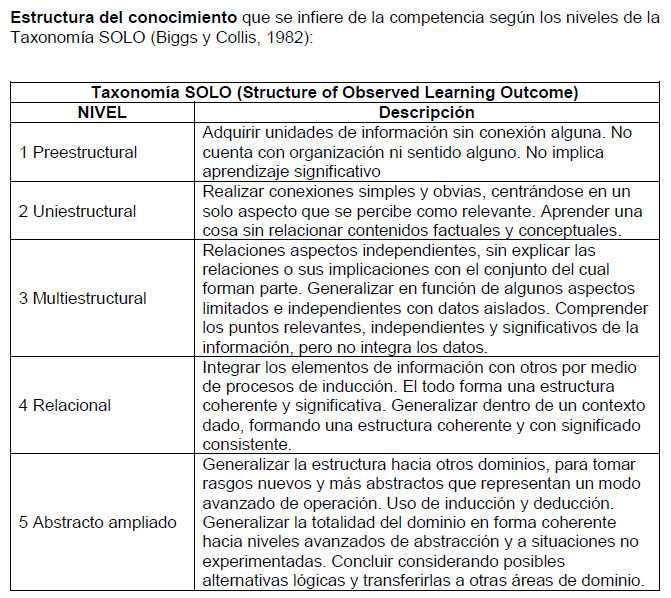 Estructura del conocimiento que se infiere de la competencia según los niveles de la
Taxonomía SOLO (Biggs y Collis, 1982):
Taxonomía SOLO (Structure of Observed Learning Outcome)
NIVEL Descripción
1 Preestructural
Adquirir unidades de información sin conexión alguna. No
cuenta con organización ni sentido alguno. No implica
aprendizaje significativo
2 Uniestructural
Realizar conexiones simples y obvias, centrándose en un
solo aspecto que se percibe como relevante. Aprender una
cosa sin relacionar contenidos factuales y conceptuales.
3 Multiestructural
Relaciones aspectos independientes, sin explicar las
relaciones o sus implicaciones con el conjunto del cual
forman parte. Generalizar en función de algunos aspectos
limitados e independientes con datos aislados. Comprender
los puntos relevantes, independientes y significativos de la
información, pero no integra los datos.
4 Relacional
Integrar los elementos de información con otros por medio
de procesos de inducción. El todo forma una estructura
coherente y significativa. Generalizar dentro de un contexto
dado, formando una estructura coherente y con significado
consistente.
5 Abstracto ampliado
Generalizar la estructura hacia otros dominios, para tomar
rasgos nuevos y más abstractos que representan un modo
avanzado de operación. Uso de inducción y deducción.
Generalizar la totalidad del dominio en forma coherente
hacia niveles avanzados de abstracción y a situaciones no
experimentadas. Concluir considerando posibles
alternativas lógicas y transferirlas a otras áreas de dominio.